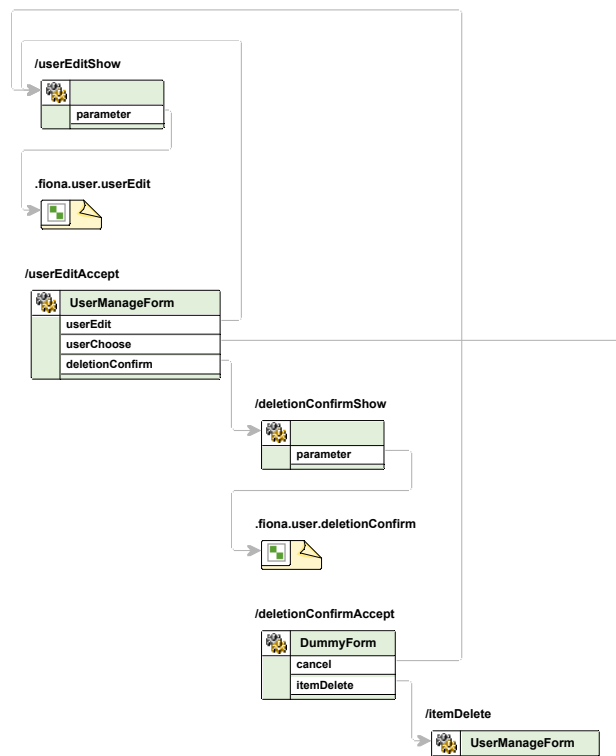 /userEditShow
parameter
.fiona.user.userEdit
/userEditAccept
UserManageForm
userEdit
userChoose
deletionConfirm
/deletionConfirmShow
parameter
.fiona.user.deletionConfirm
/deletionConfirmAccept
DummyForm
cancel
itemDelete
/itemDelete
UserManageForm